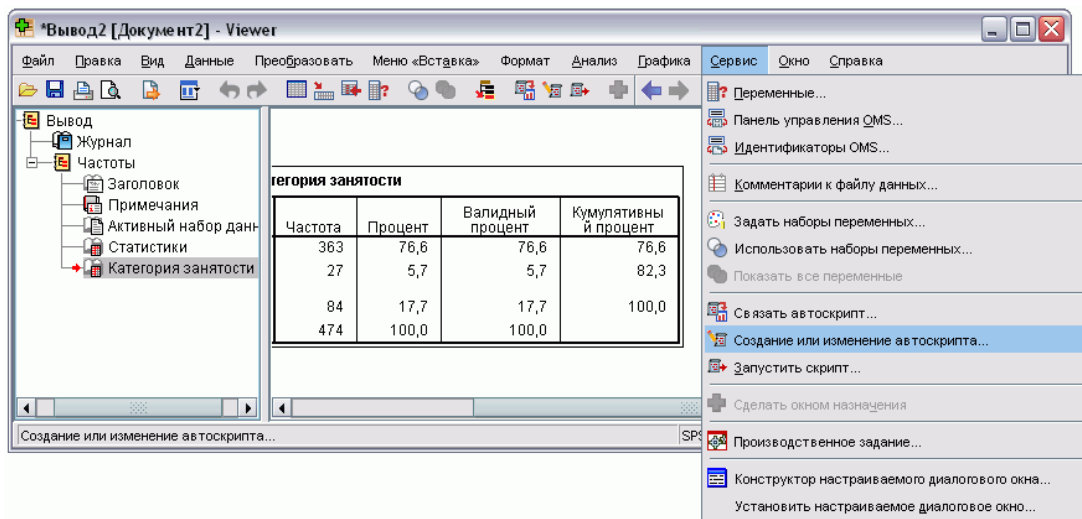 *Вывод2 [Документ2] - Viewer
Файл Правка Вид Данные Преобразовать Меню «Вставка» Формат Анализ Графика Сервис Окно Справка
Вывод
Журнал
Частоты
Заголовок
Примечания
Активный набор данн
Статистики
Категория занятости
тегория занятости
Частота Процент Валидный процент Кумулятивны й процент
363 76,6 76,6 76,6
27 5,7 5,7 82,3
84 17,7 17,7 100,0
474 100,0 100,0
Создание или изменение автоскрипта...
SPS
Переменные...
Панель управления OMS...
Идентификаторы OMS...
Комментарии к файлу данных...
Задать наборы переменных...
Использовать наборы переменных...
Показать все переменные
Связать автоскрипт...
Создание или изменение автоскрипта...
Запустить скрипт...
Сделать окном назначения
Производственное задание...
Конструктор настраиваемого диалогового окна...
Установить настраиваемое диалоговое окно...